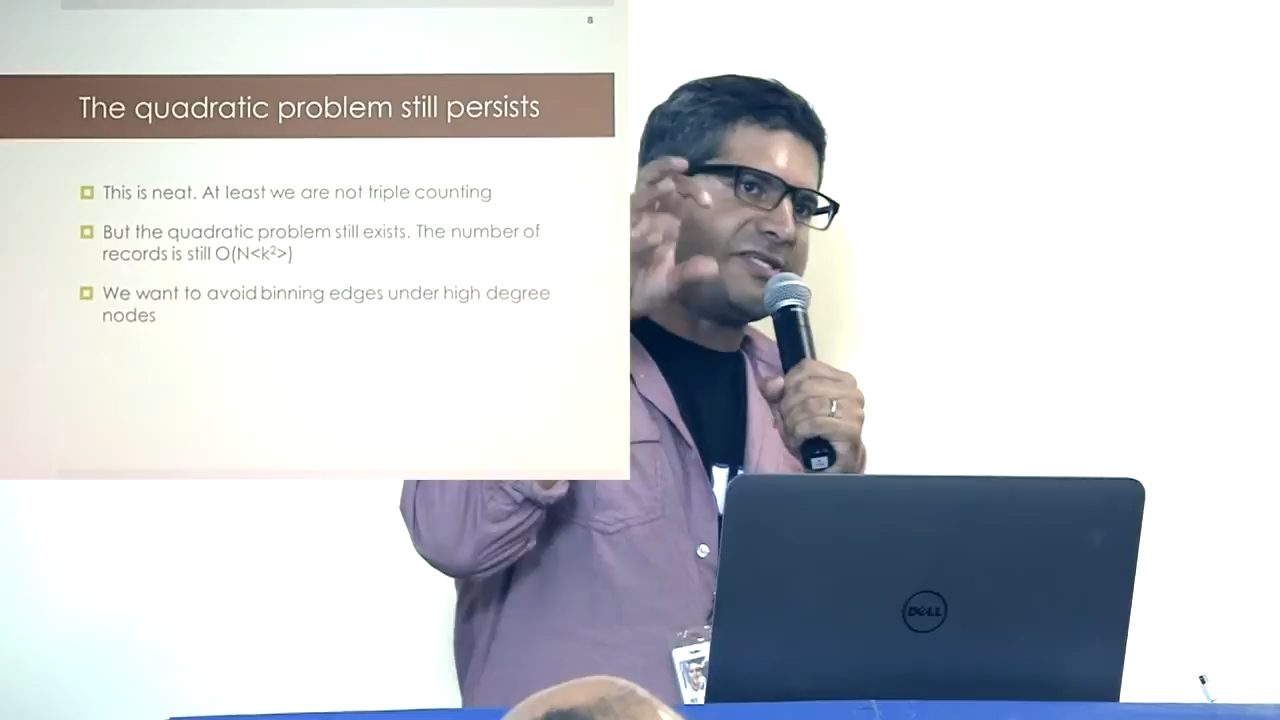 8
The quadratic problem still persists
This is neat. At least we are not triple counting
But the quadratic problem still exists. The number of
records is still O(N<k²>)
We want to avoid binning edges under high degree
nodes
DELL